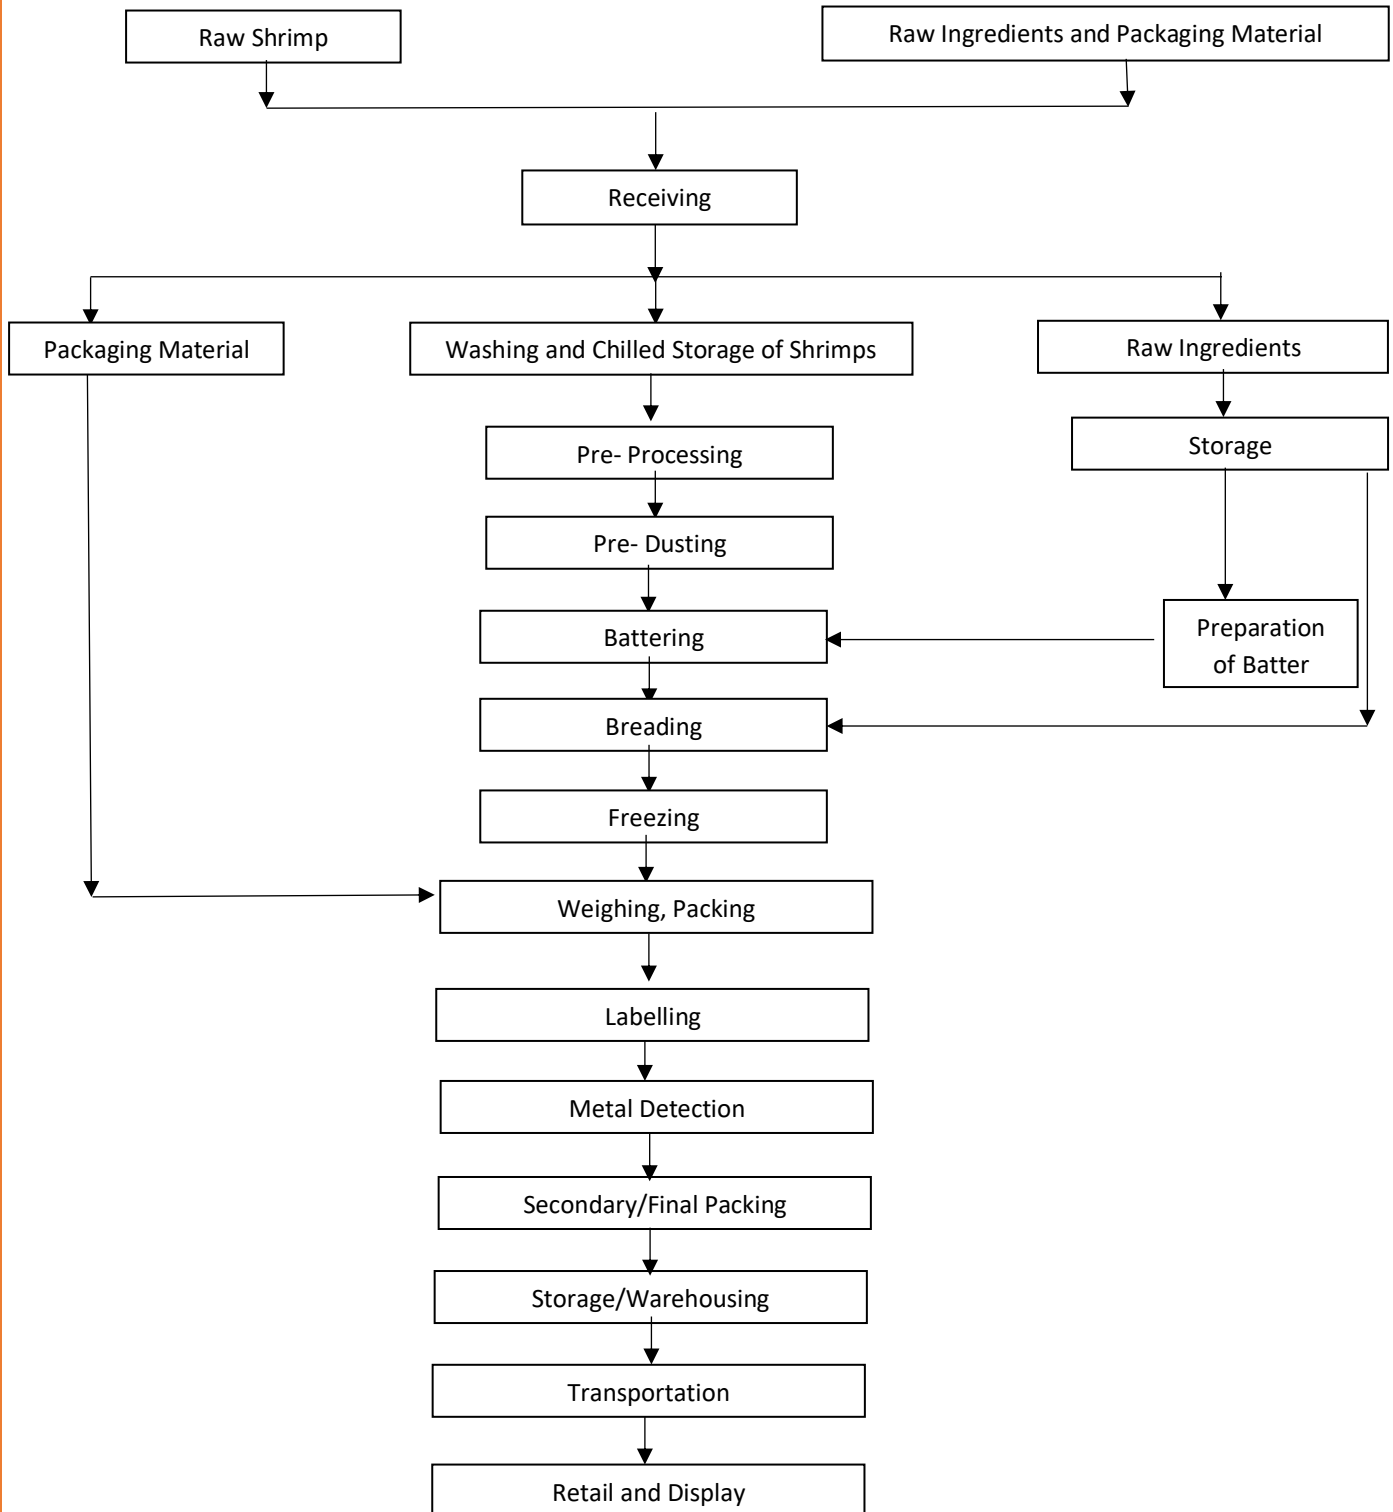 Raw Shrimp
Raw Ingredients and Packaging Material
Receiving
Packaging Material
Washing and Chilled Storage of Shrimps
Raw Ingredients
Storage
Pre- Processing
Pre- Dusting
Battering
Preparation
of Batter
Breading
Freezing
Weighing, Packing
Labelling
Metal Detection
Secondary/Final Packing
Storage/Warehousing
Transportation
Retail and Display